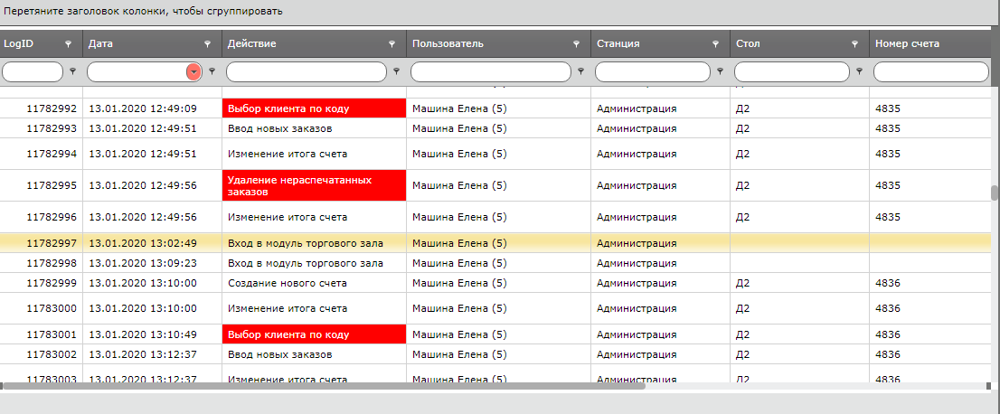 Перетяните заголовок колонки, чтобы сгруппировать
LogID Дата Действие Пользователь Станция Стол Номер счета
11782992 13.01.2020 12:49:09 Выбор клиента по коду Машина Елена (5) Администрация Д2 4835
11782993 13.01.2020 12:49:51 Ввод новых заказов Машина Елена (5) Администрация Д2 4835
11782994 13.01.2020 12:49:51 Изменение итога счета Машина Елена (5) Администрация Д2 4835
11782995 13.01.2020 12:49:56 Удаление нераспечатанных
заказов Машина Елена (5) Администрация Д2 4835
11782996 13.01.2020 12:49:56 Изменение итога счета Машина Елена (5) Администрация Д2 4835
11782997 13.01.2020 13:02:49 Вход в модуль торгового зала Машина Елена (5) Администрация
11782998 13.01.2020 13:09:23 Вход в модуль торгового зала Машина Елена (5) Администрация
11782999 13.01.2020 13:10:00 Создание нового счета Машина Елена (5) Администрация Д2 4836
11783000 13.01.2020 13:10:00 Изменение итога счета Машина Елена (5) Администрация Д2 4836
11783001 13.01.2020 13:10:49 Выбор клиента по коду Машина Елена (5) Администрация Д2 4836
11783002 13.01.2020 13:12:37 Ввод новых заказов Машина Елена (5) Администрация Д2 4836
11783003 13.01.2020 13:12:37 Изменение итога счета Машина Елена (5) Администрация Д2 4836